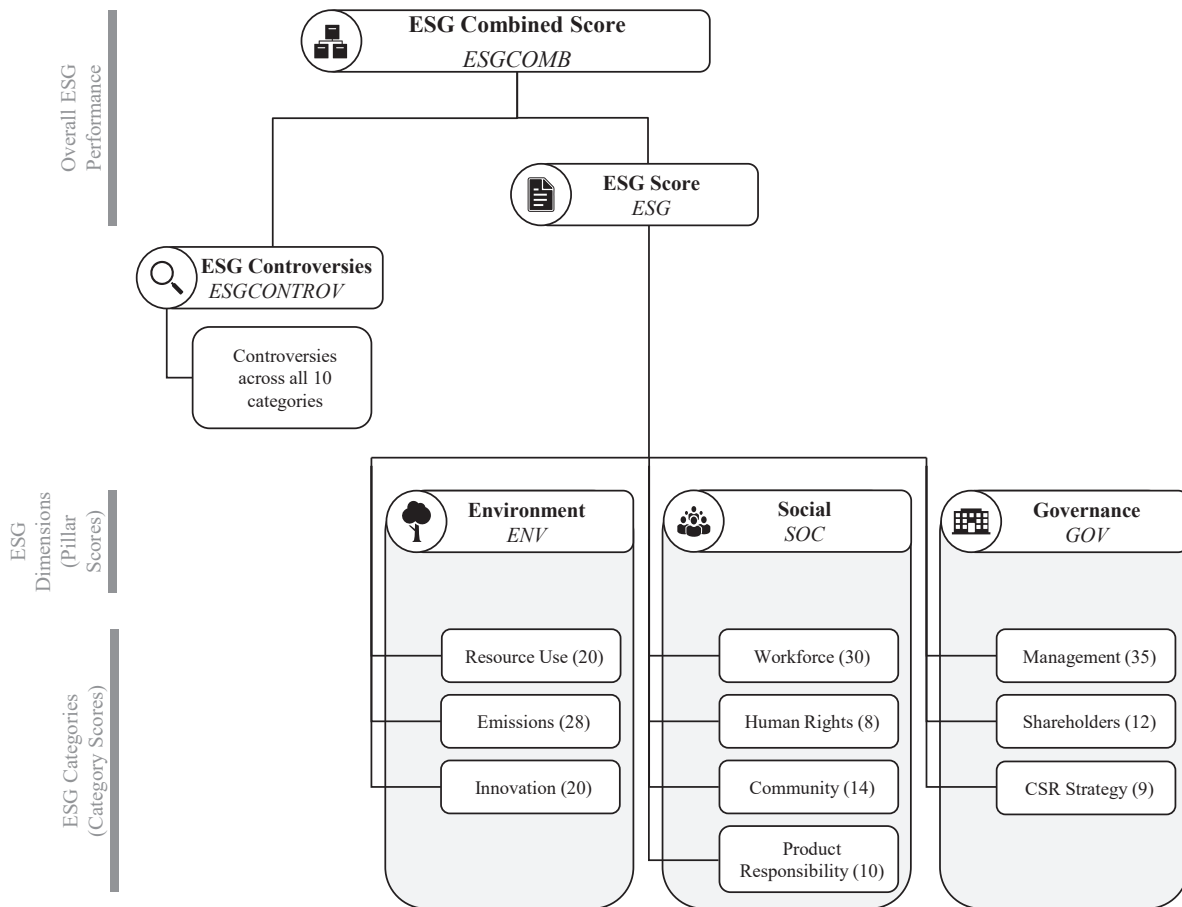 Overall ESG
Performance
ESG Combined Score
ESGCOMB
ESG Score
ESG
ESG Controversies
ESGCONTROV
Controversies
across all 10
categories
ESG
Dimensions
(Pillar
Scores)
Environment
ENV
Social
SOC
Governance
GOV
ESG Categories
(Category Scores)
Resource Use (20)
Emissions (28)
Innovation (20)
Workforce (30)
Human Rights (8)
Community (14)
Product
Responsibility (10)
Management (35)
Shareholders (12)
CSR Strategy (9)